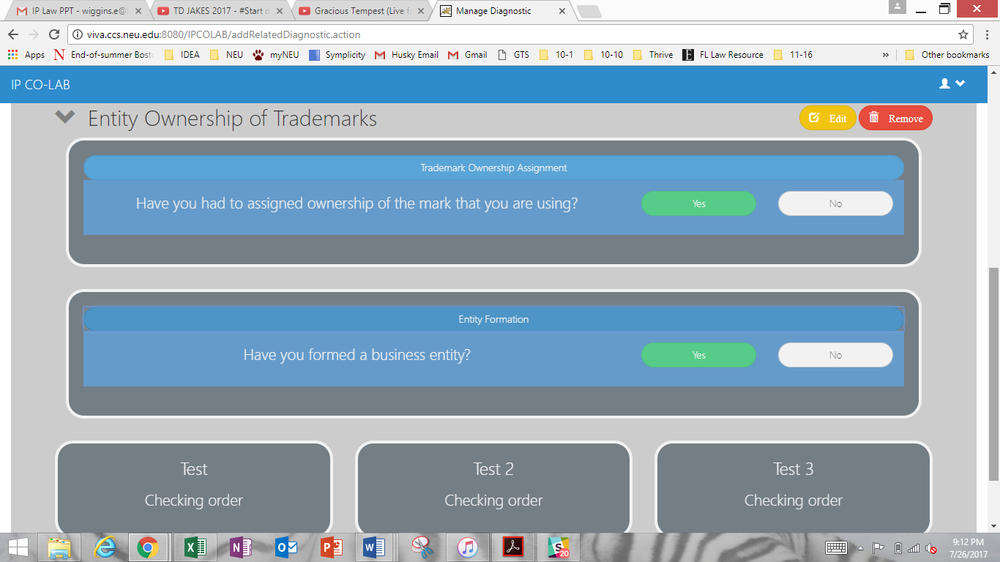 IP Law PPT - wiggins.e@
TD JAKES 2017 - #Start d
Gracious Tempest (Live f
Manage Diagnostic
viva.ccs.neu.edu:8080/IPCOLAB/addRelatedDiagnostic.action
Apps
End-of-summer Bost
IDEA
NEU
myNEU
Symplicity
Husky Email
Gmail
GTS
10-1
10-10
Thrive
FL Law Resource
11-16
»
Other bookmarks
IP CO-LAB
Entity Ownership of Trademarks
Edit
Remove
Trademark Ownership Assignment
Have you had to assigned ownership of the mark that you are using?
Yes
No
Entity Formation
Have you formed a business entity?
Yes
No
Test
Test 2
Test 3
Checking order
Checking order
Checking order
20
9:12 PM
7/26/2017